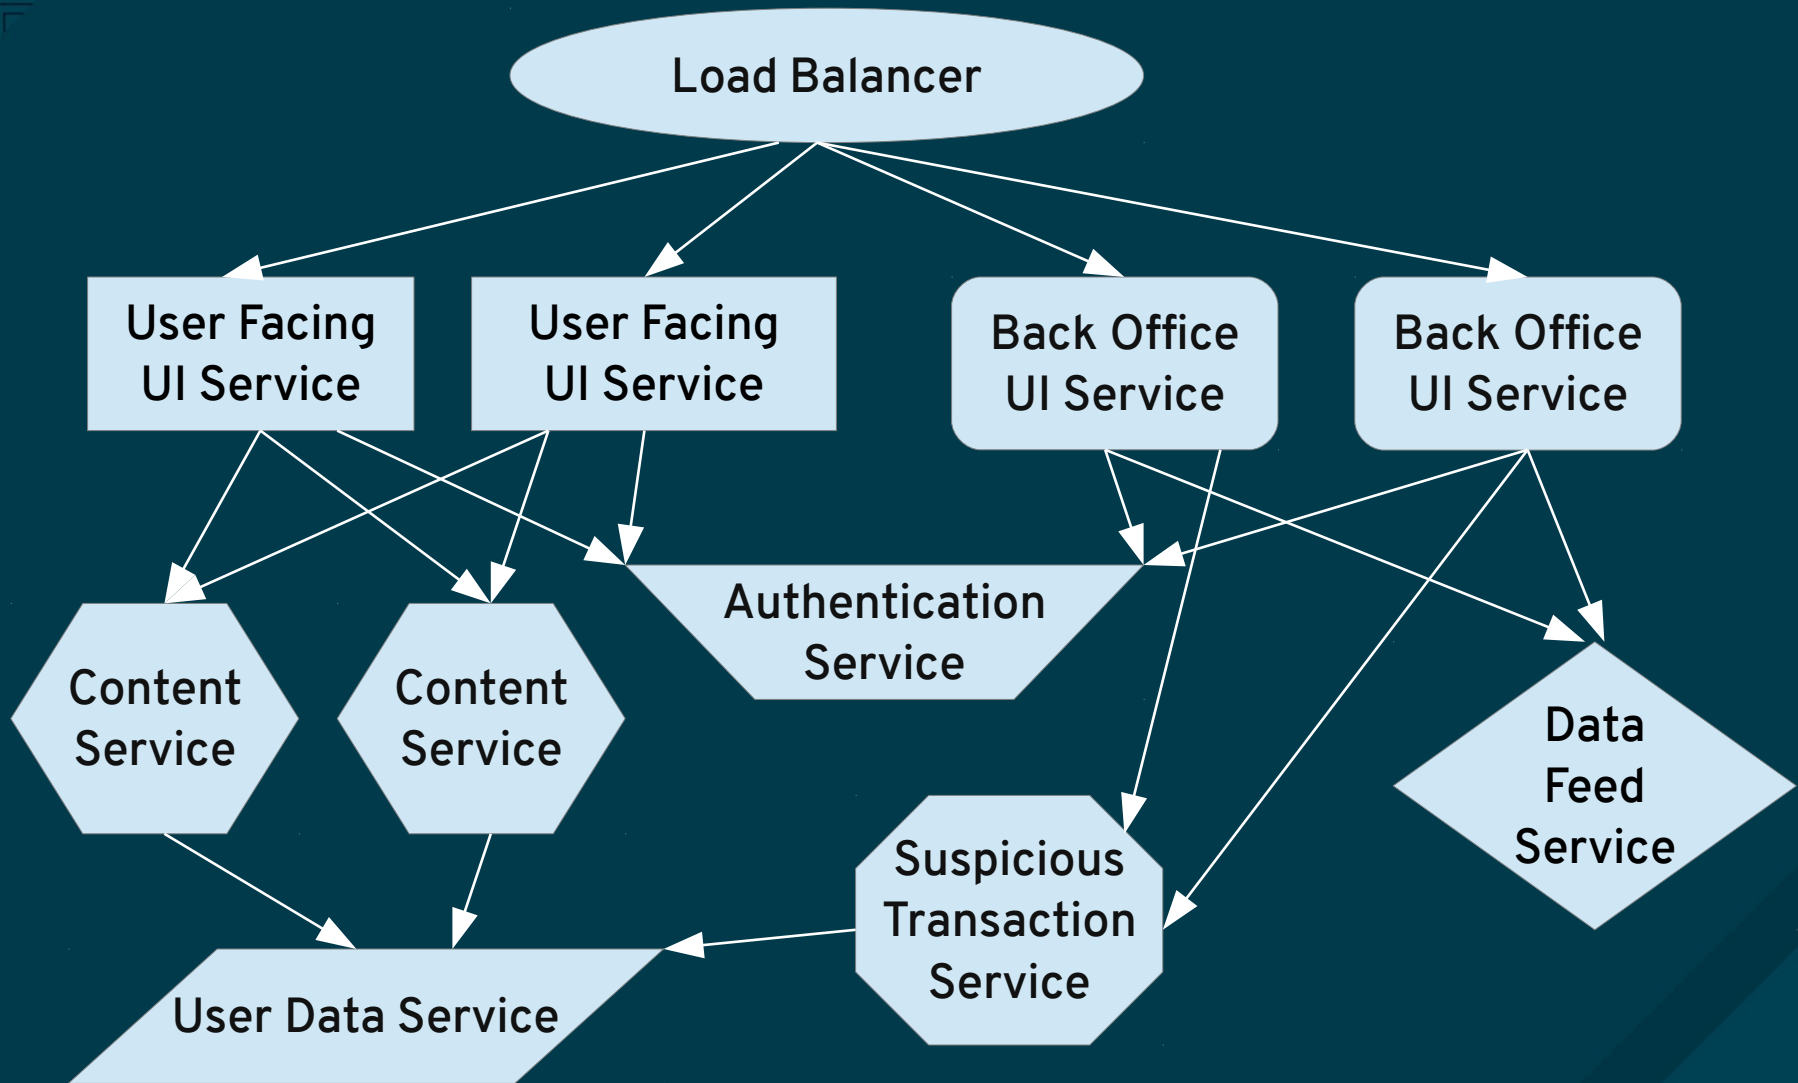 Load Balancer
User Facing
UI Service
User Facing
UI Service
Back Office
UI Service
Back Office
UI Service
Authentication
Service
Content
Service
Content
Service
Data
Feed
Service
Suspicious
Transaction
Service
User Data Service